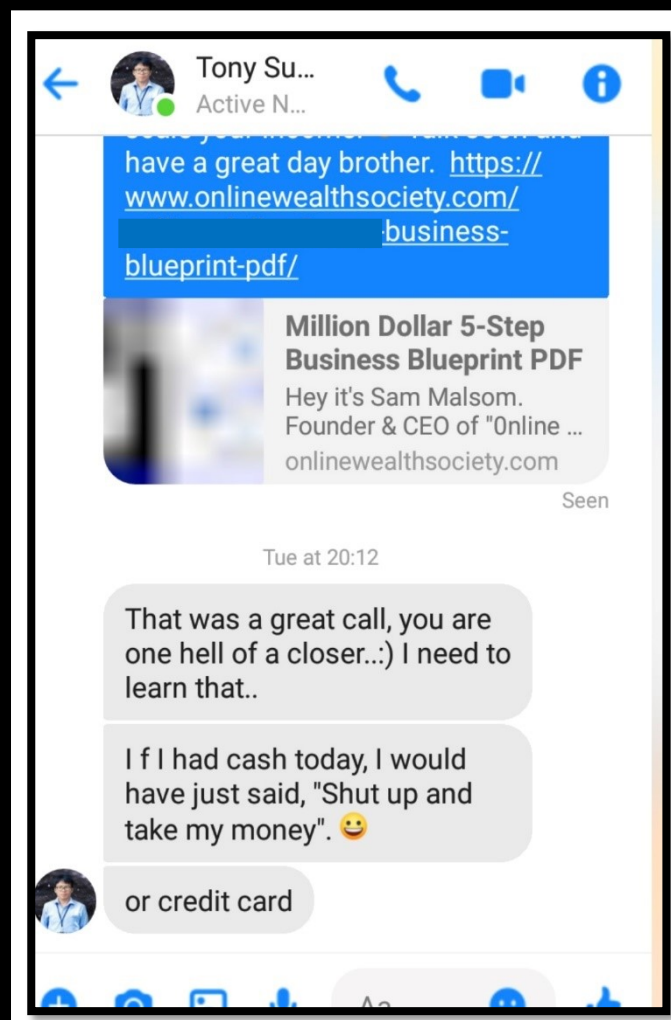 Tony Su...
Active N...
have a great day brother. https://
www.onlinewealthsociety.com/
-business-
blueprint-pdf/
Million Dollar 5-Step
Business Blueprint PDF
Hey it's Sam Malsom.
Founder & CEO of "0nline ...
onlinewealthsociety.com
Seen
Tue at 20:12
That was a great call, you are
one hell of a closer..:) I need to
learn that..
I f I had cash today, I would
have just said, "Shut up and
take my money". 😀
or credit card
Aa